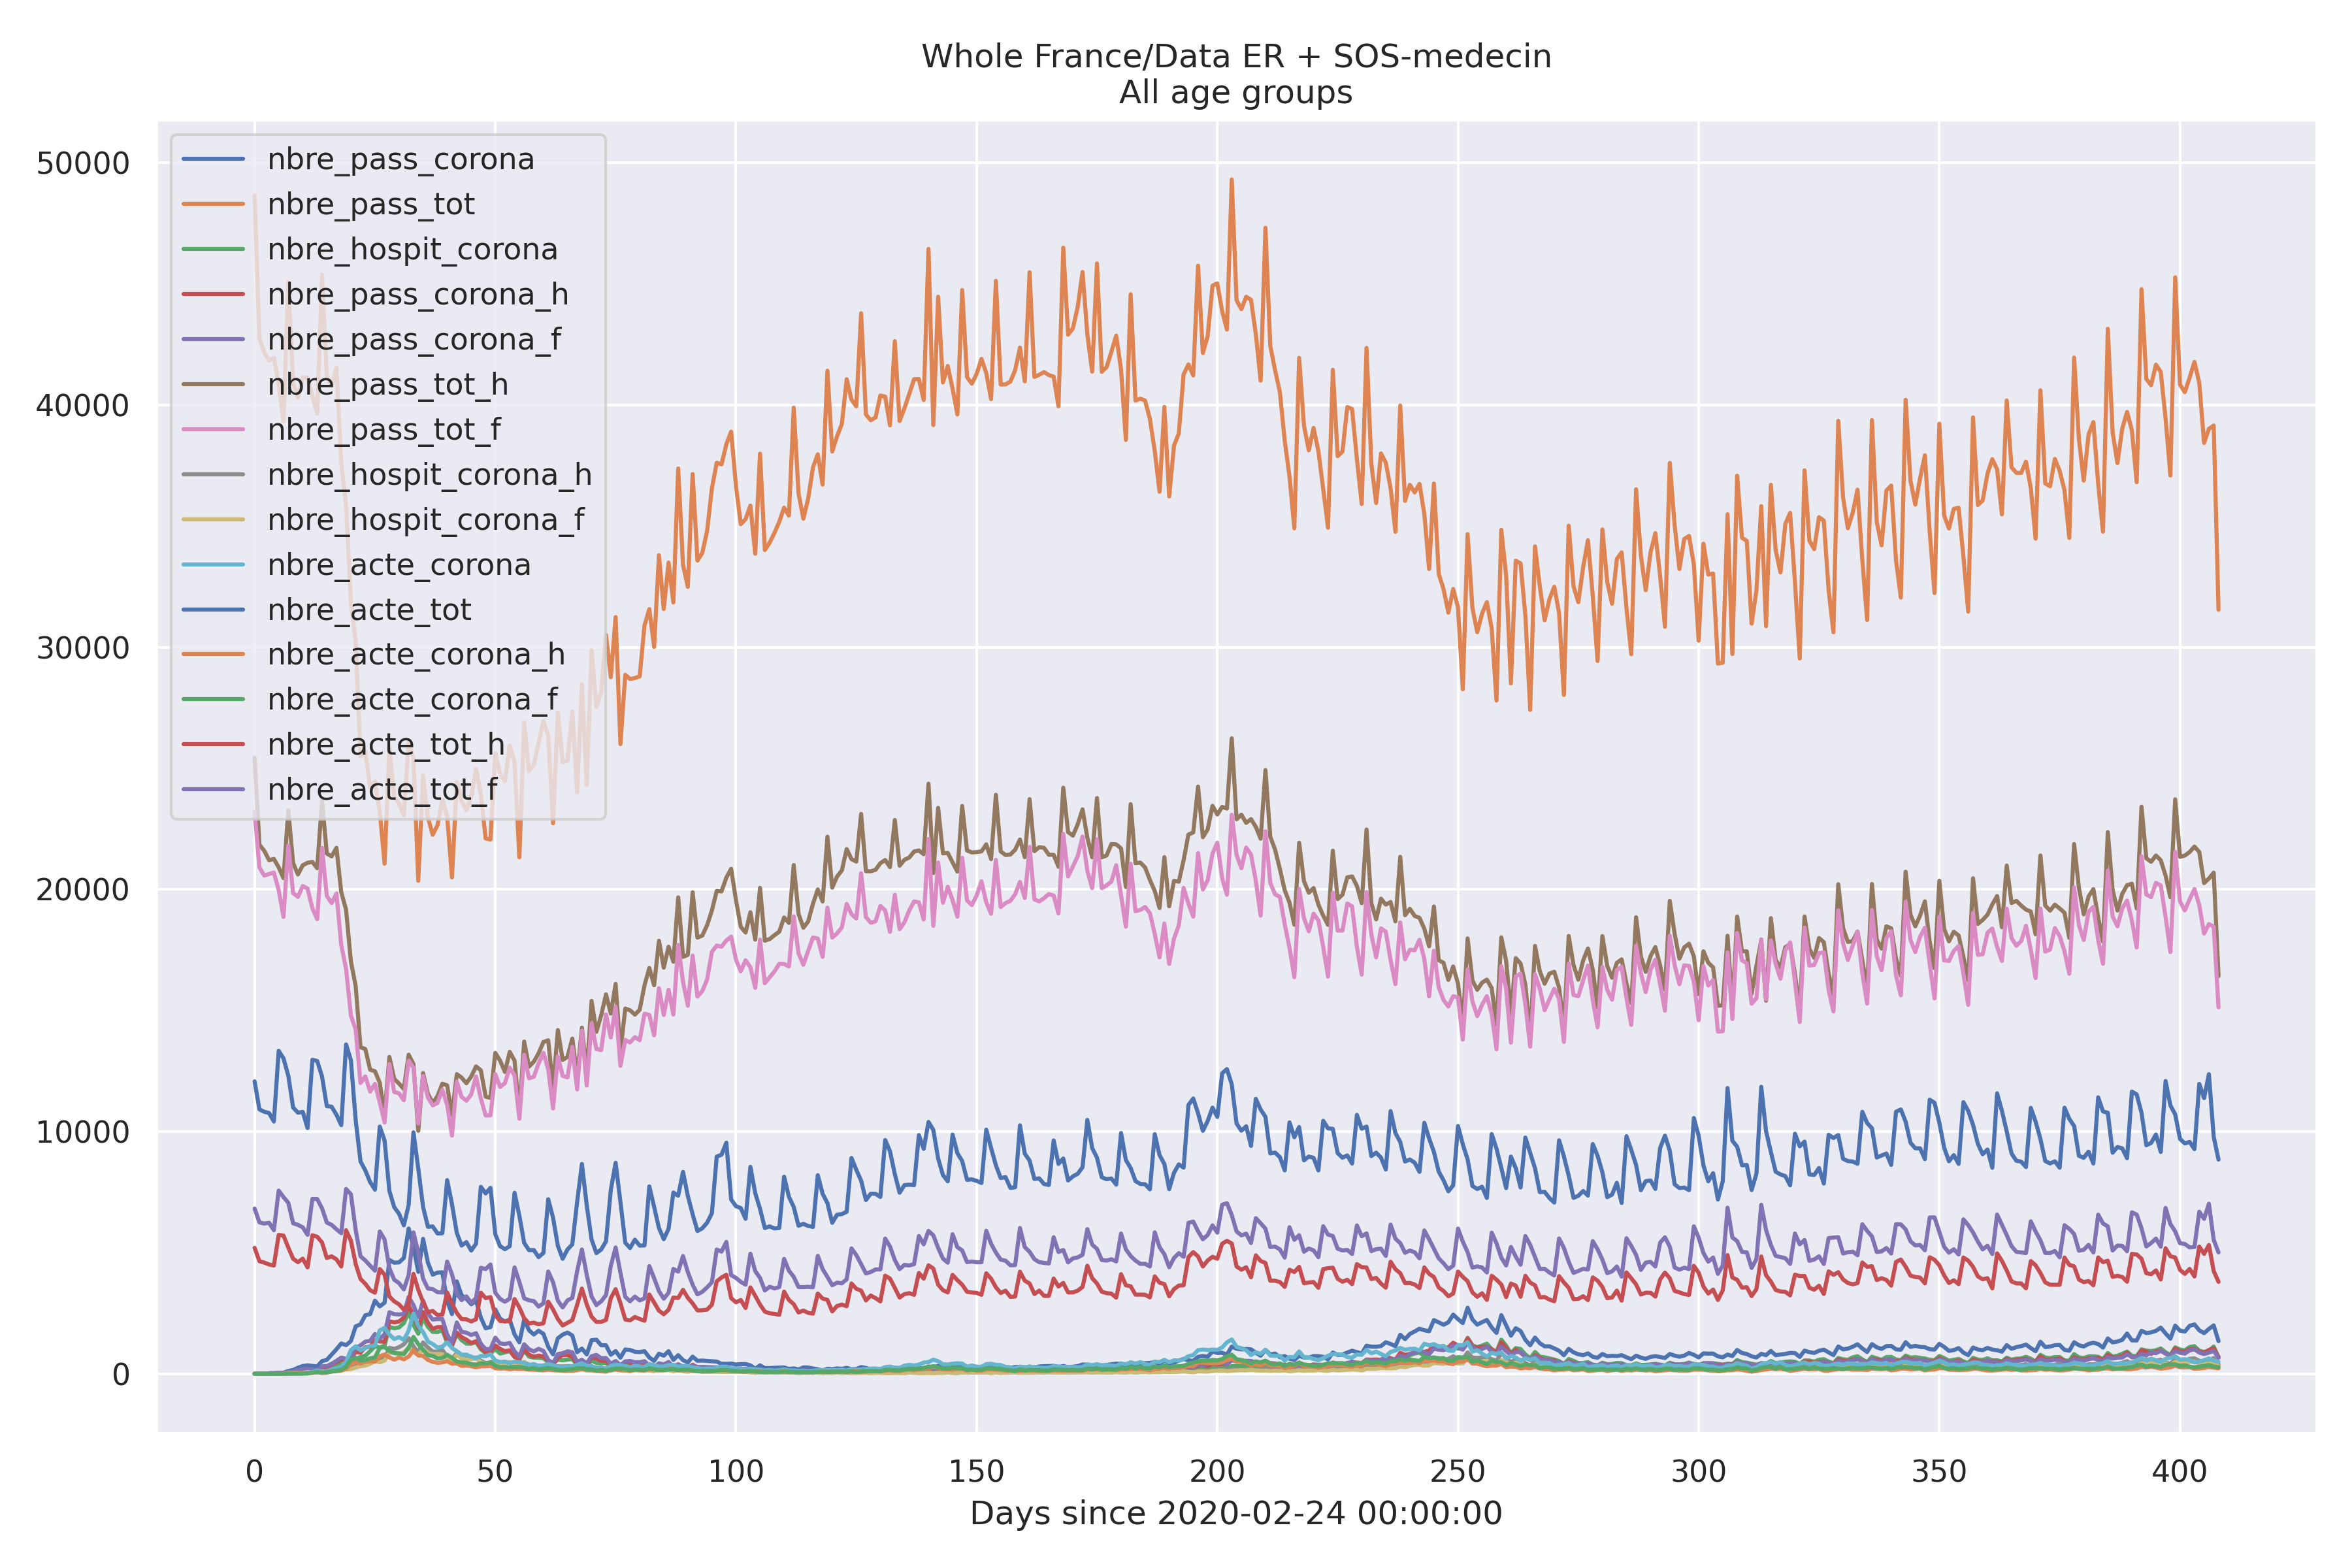 Whole France/Data ER + SOS-medecin
All age groups
50000
40000
30000
20000
10000
0
nbre_pass_corona
nbre_pass_tot
nbre_hospit_corona
nbre_pass_corona_h
nbre_pass_corona_f
nbre_pass_tot_h
nbre_pass_tot_f
nbre_hospit_corona_h
nbre_hospit_corona_f
nbre_acte_corona
nbre_acte_tot
nbre_acte_corona_h
nbre_acte_corona_f
nbre_acte_tot_h
nbre_acte_tot_f
0 50 100 150 200 250 300 350 400
Days since 2020-02-24 00:00:00